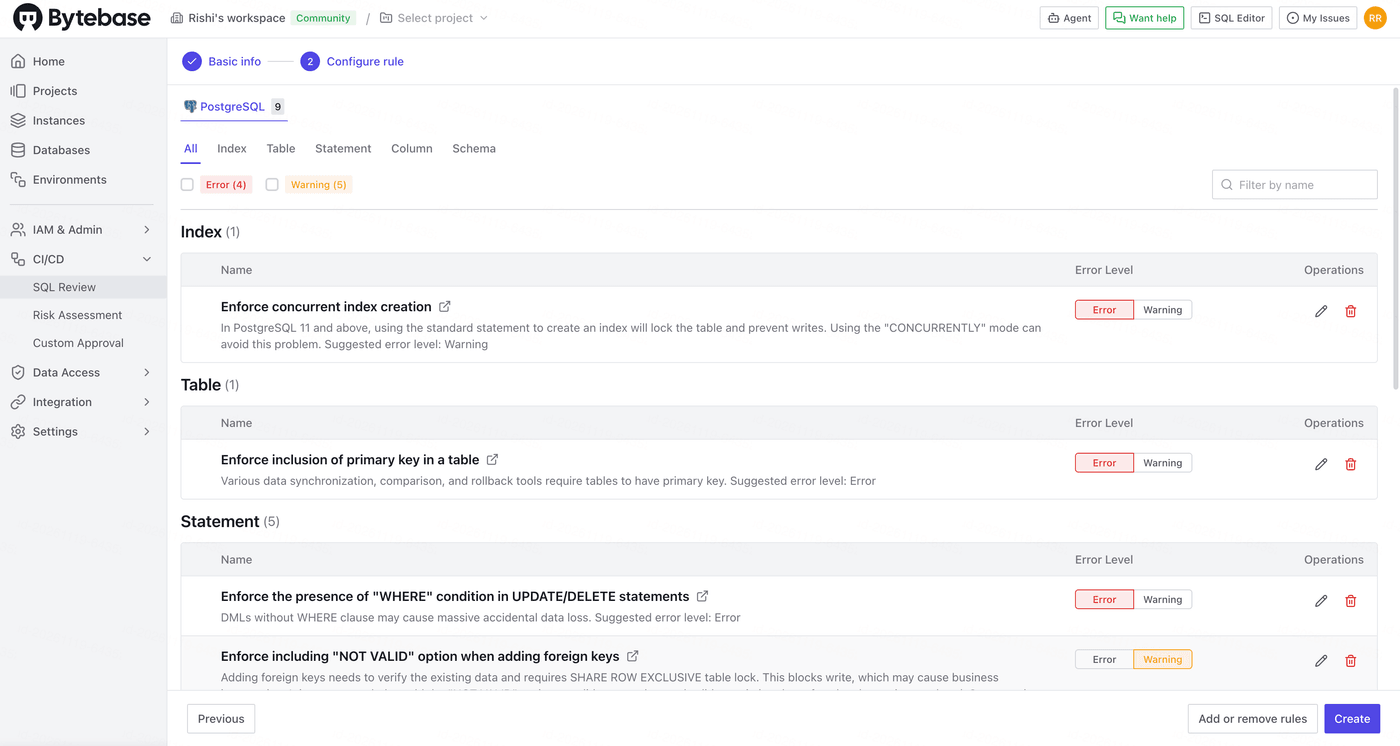 Bytebase
Rishi's workspace Community / Select project
Agent Want help SQL Editor My Issues RR
Home
Projects
Instances
Databases
Environments
IAM & Admin
CI/CD
SQL Review
Risk Assessment
Custom Approval
Data Access
Integration
Settings
Basic info 2 Configure rule
PostgreSQL 9
All Index Table Statement Column Schema
Error (4) Warning (5) Filter by name
Index (1)
Name Error Level Operations
Enforce concurrent index creation
Error Warning
In PostgreSQL 11 and above, using the standard statement to create an index will lock the table and prevent writes. Using the "CONCURRENTLY" mode can
avoid this problem. Suggested error level: Warning
Table (1)
Name Error Level Operations
Enforce inclusion of primary key in a table
Error Warning
Various data synchronization, comparison, and rollback tools require tables to have primary key. Suggested error level: Error
Statement (5)
Name Error Level Operations
Enforce the presence of "WHERE" condition in UPDATE/DELETE statements
Error Warning
DMLs without WHERE clause may cause massive accidental data loss. Suggested error level: Error
Enforce including "NOT VALID" option when adding foreign keys
Error Warning
Adding foreign keys needs to verify the existing data and requires SHARE ROW EXCLUSIVE table lock. This blocks write, which may cause business
Previous Add or remove rules Create